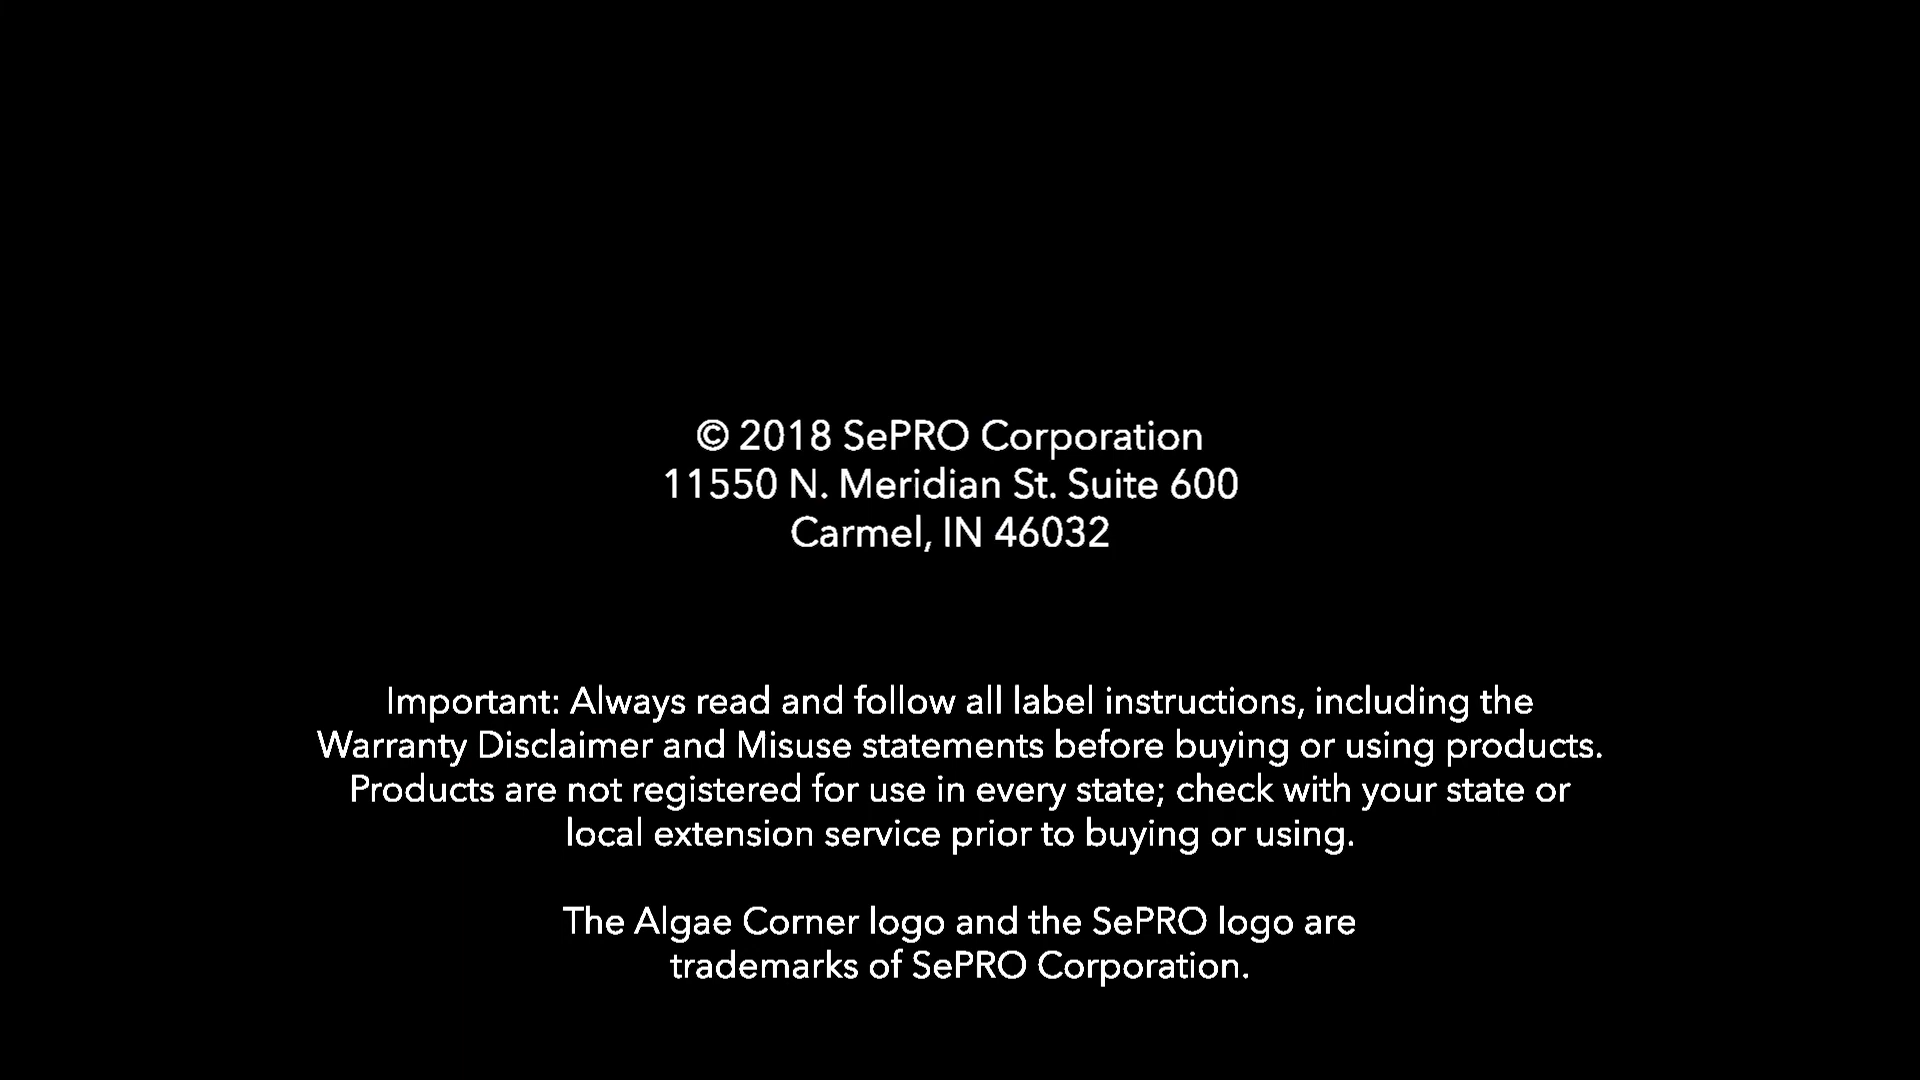 © 2018 SePRO Corporation
11550 N. Meridian St. Suite 600
Carmel, IN 46032
Important: Always read and follow all label instructions, including the
Warranty Disclaimer and Misuse statements before buying or using products.
Products are not registered for use in every state; check with your state or
local extension service prior to buying or using.
The Algae Corner logo and the SePRO logo are
trademarks of SePRO Corporation.